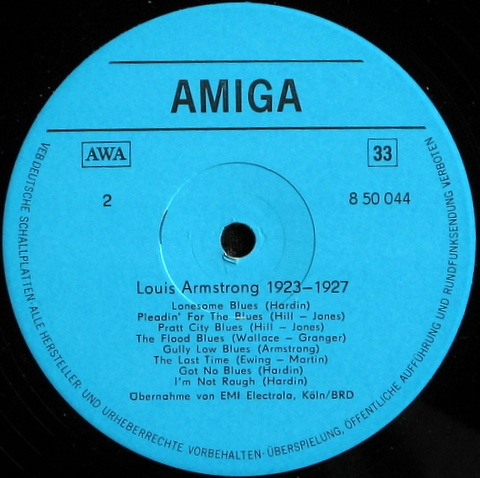 AMIGA
AWA
33
2
8 50 044
Louis Armstrong 1923–1927
Lonesome Blues (Hardin)
Pleadin' For The Blues (Hill – Jones)
Pratt City Blues (Hill – Jones)
The Flood Blues (Wallace – Granger)
Gully Low Blues (Armstrong)
The Last Time (Ewing – Martin)
Got No Blues (Hardin)
I'm Not Rough (Hardin)
Übernahme von EMI Electrola, Köln/BRD
VEB DEUTSCHE SCHALLPLATTEN · ALLE HERSTELLER- UND URHEBERRECHTE VORBEHALTEN · ÜBERSPIELUNG, ÖFFENTLICHE AUFFÜHRUNG UND RUNDFUNKSENDUNG VERBOTEN